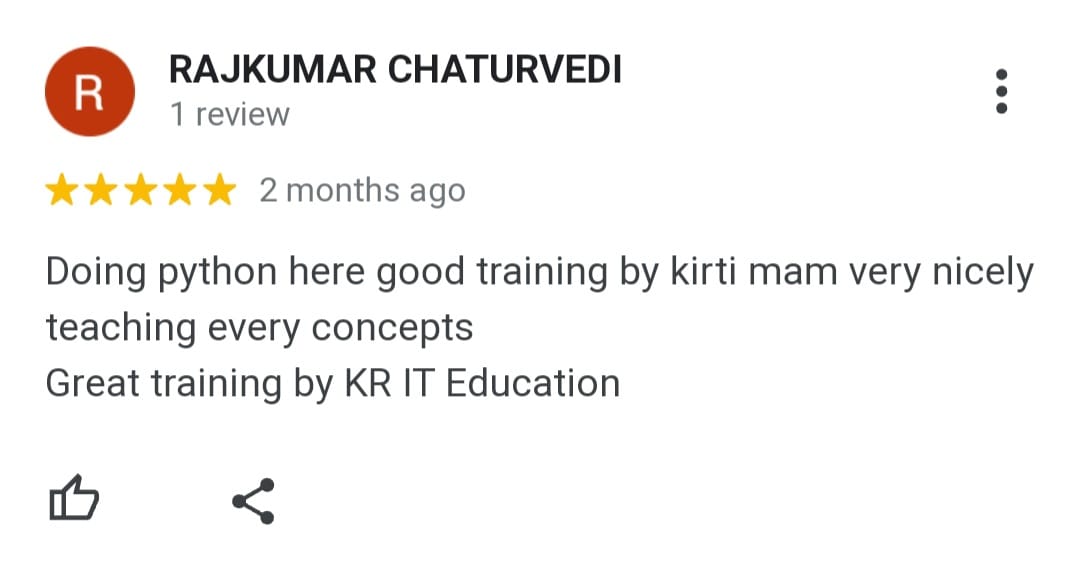 R
RAJKUMAR CHATURVEDI
1 review
2 months ago
Doing python here good training by kirti mam very nicely
teaching every concepts
Great training by KR IT Education